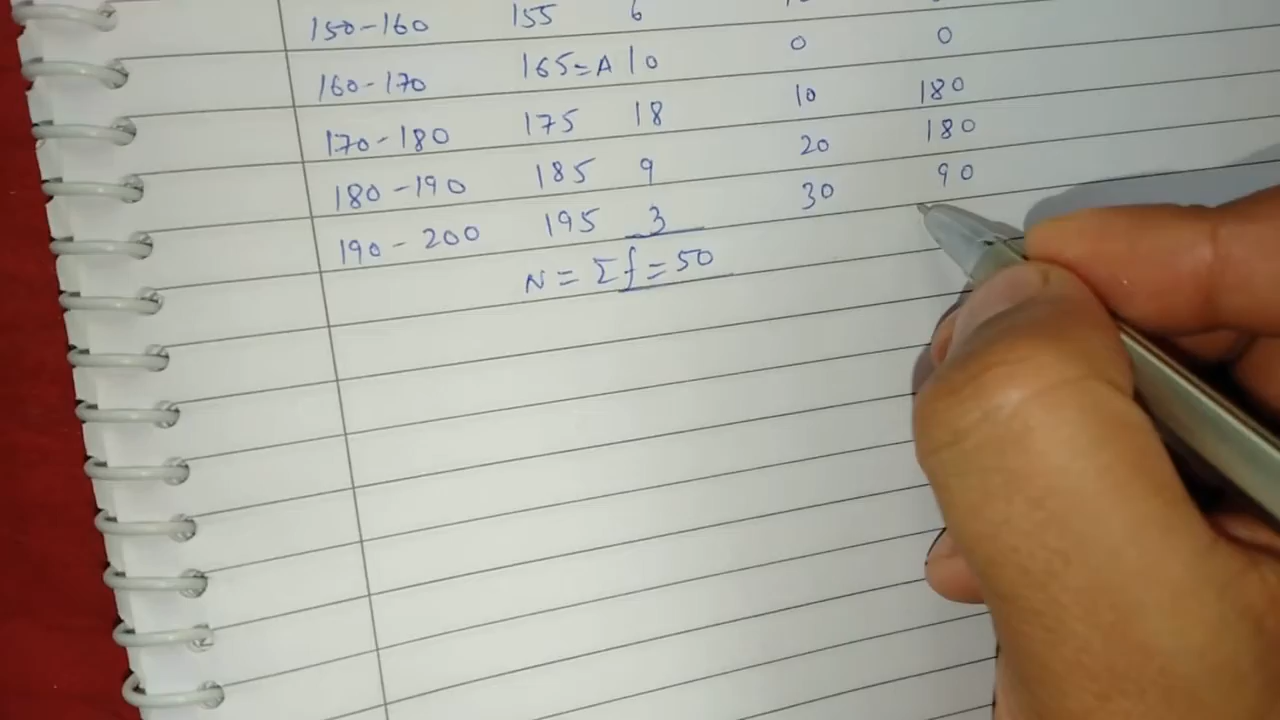 150-160 155 6
160-170 165=A 10 0 0
170-180 175 18 10 180
180-190 185 9 20 180
190-200 195 3 30 90
N = Σf = 50